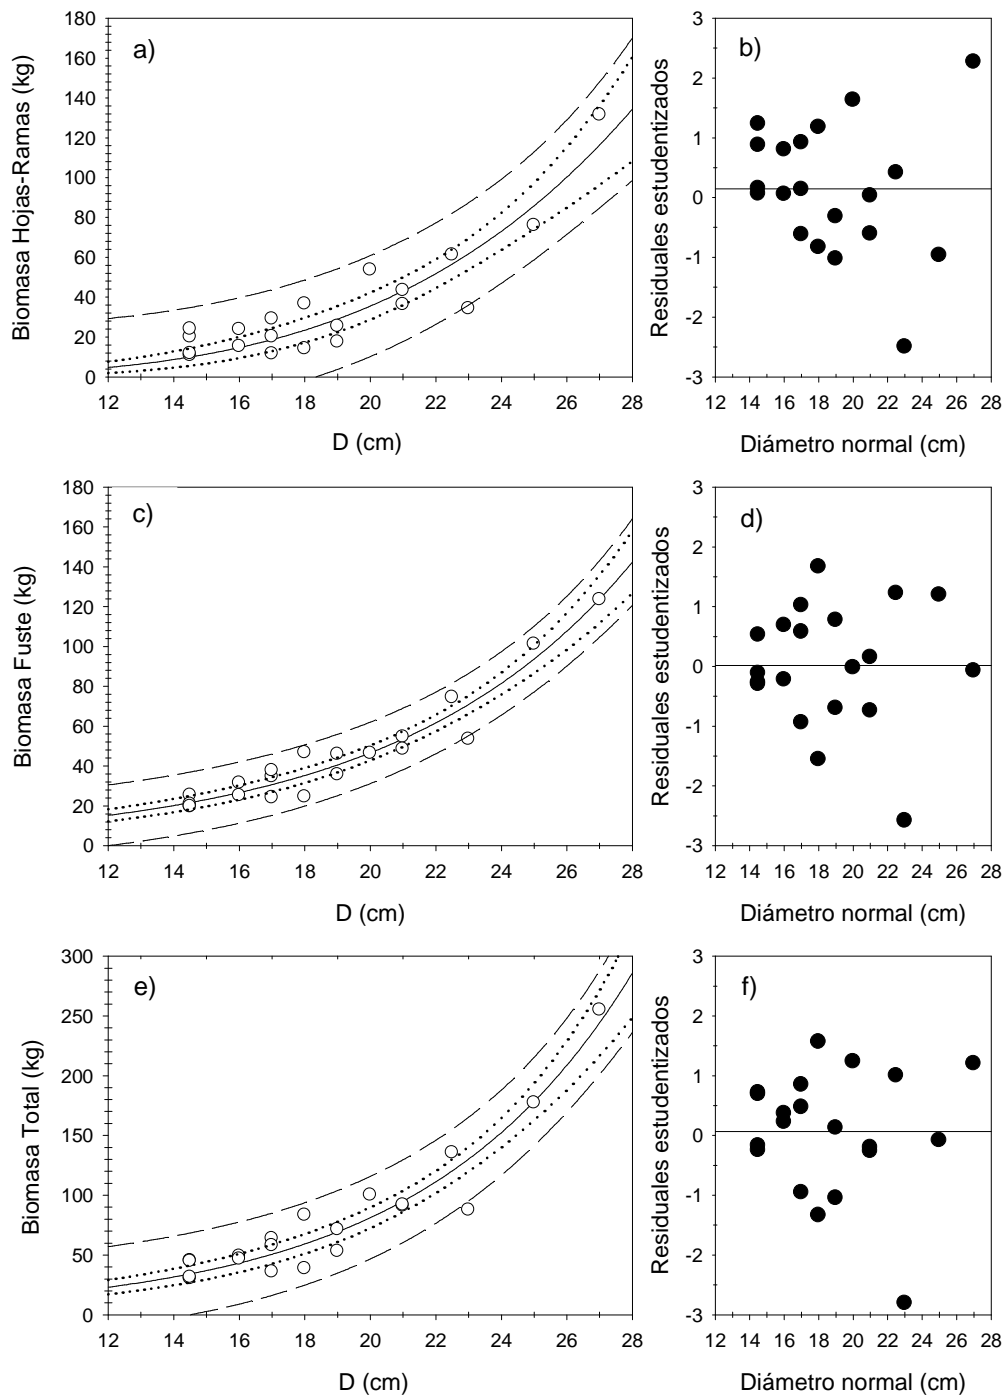 a)
Biomasa Hojas-Ramas (kg)
180
160
140
120
100
80
60
40
20
0
12 14 16 18 20 22 24 26 28
D (cm)
b)
Residuales estudentizados
3
2
1
0
-1
-2
-3
12 14 16 18 20 22 24 26 28
Diámetro normal (cm)
c)
Biomasa Fuste (kg)
180
160
140
120
100
80
60
40
20
0
12 14 16 18 20 22 24 26 28
D (cm)
d)
Residuales estudentizados
3
2
1
0
-1
-2
-3
12 14 16 18 20 22 24 26 28
Diámetro normal (cm)
e)
Biomasa Total (kg)
300
250
200
150
100
50
0
12 14 16 18 20 22 24 26 28
D (cm)
f)
Residuales estudentizados
3
2
1
0
-1
-2
-3
12 14 16 18 20 22 24 26 28
Diámetro normal (cm)